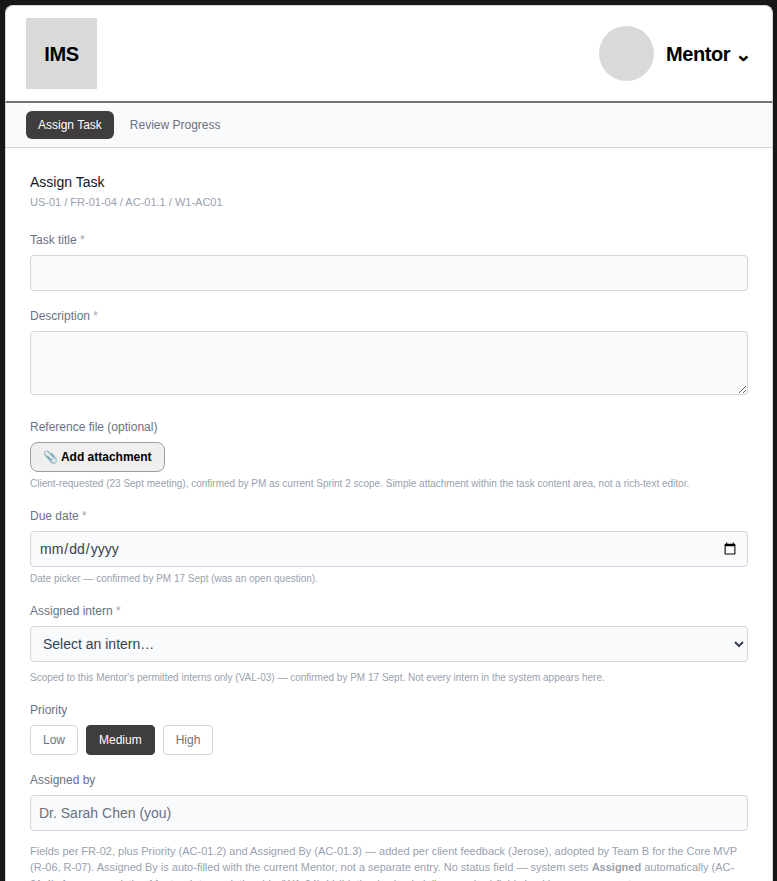 IMS
Mentor
Assign Task
Review Progress
Assign Task
US-01 / FR-01-04 / AC-01.1 / W1-AC01
Task title *
Description *
Reference file (optional)
📎 Add attachment
Client-requested (23 Sept meeting), confirmed by PM as current Sprint 2 scope. Simple attachment within the task content area, not a rich-text editor.
Due date *
mm/dd/yyyy
Date picker — confirmed by PM 17 Sept (was an open question).
Assigned intern *
Select an intern…
Scoped to this Mentor's permitted interns only (VAL-03) — confirmed by PM 17 Sept. Not every intern in the system appears here.
Priority
Low
Medium
High
Assigned by
Dr. Sarah Chen (you)
Fields per FR-02, plus Priority (AC-01.2) and Assigned By (AC-01.3) — added per client feedback (Jerose), adopted by Team B for the Core MVP
(R-06, R-07). Assigned By is auto-filled with the current Mentor, not a separate entry. No status field — system sets Assigned automatically (AC-